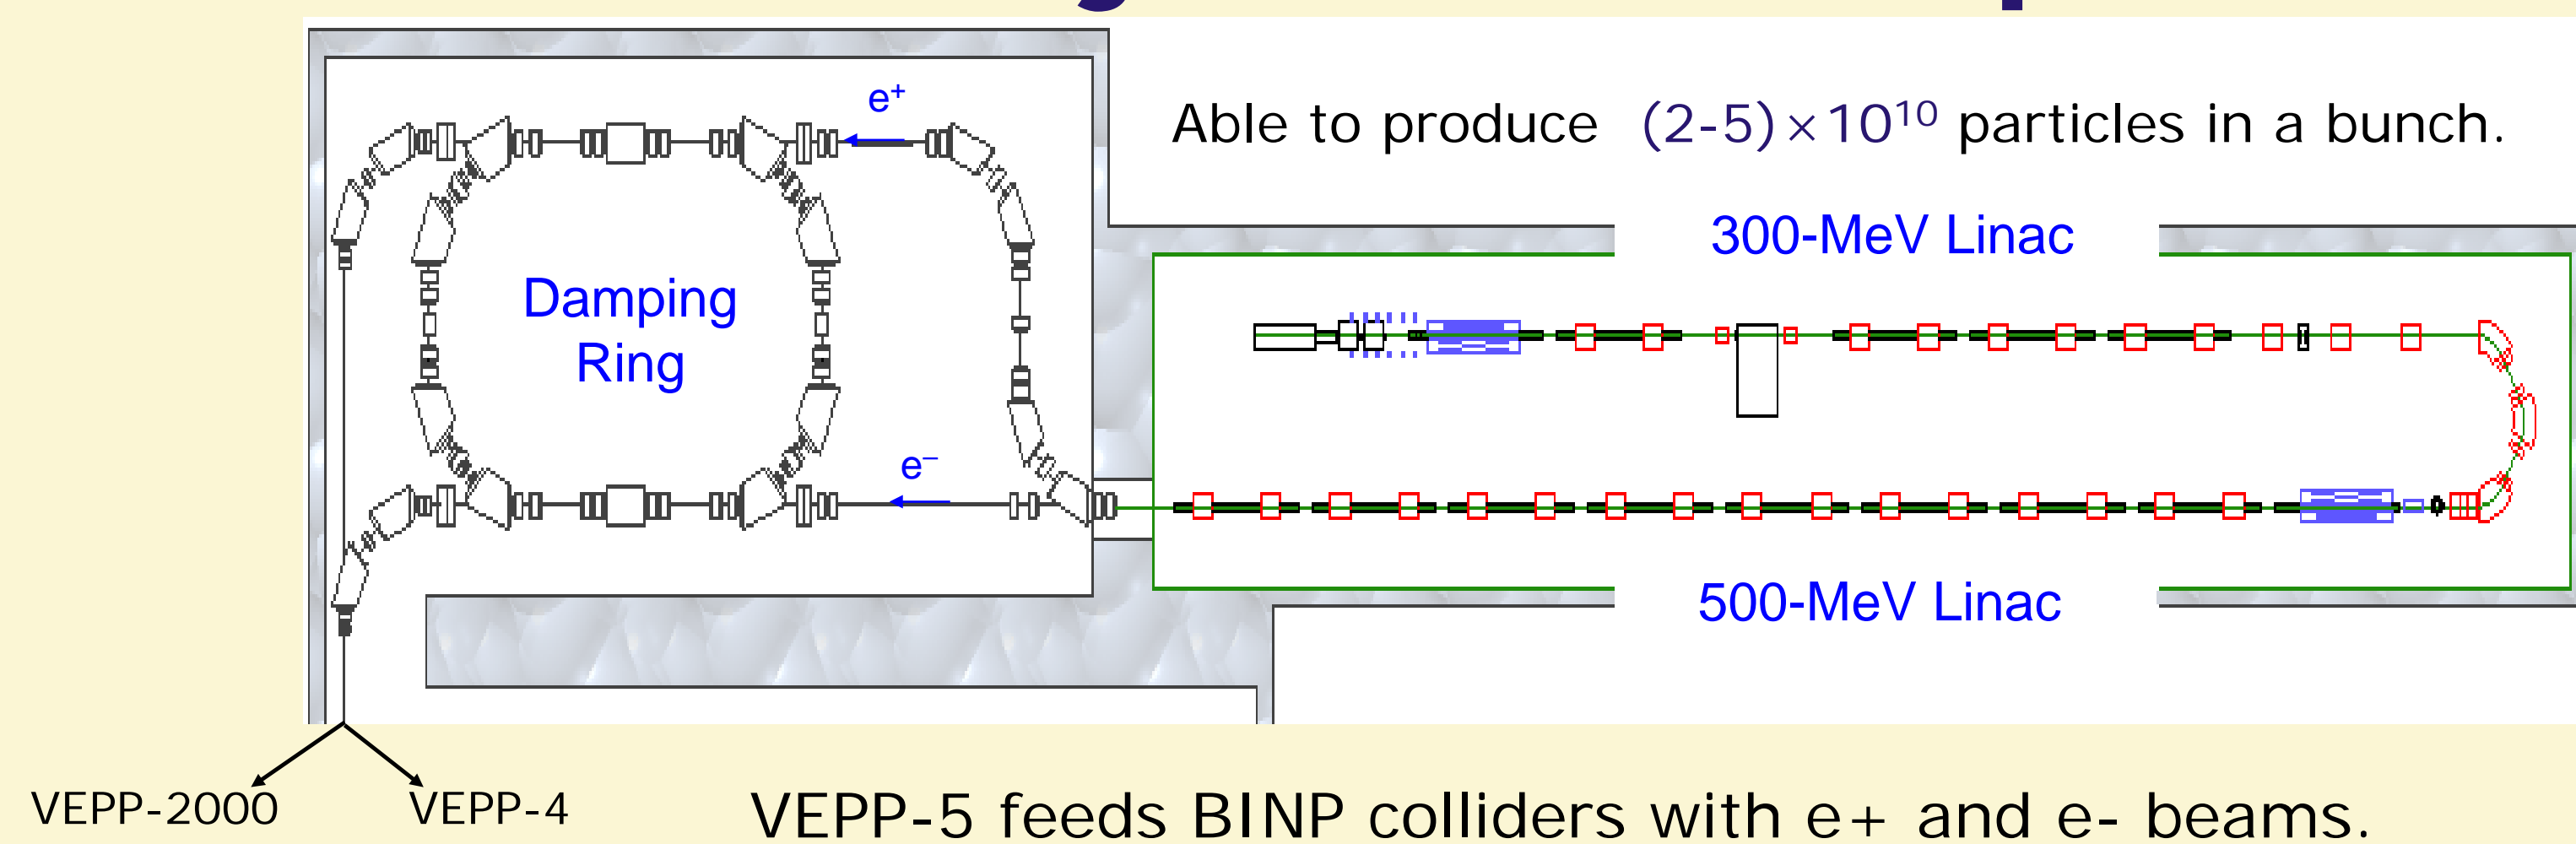 e⁺
Able to produce (2-5)×10¹⁰ particles in a bunch.
300-MeV Linac
Damping
Ring
e⁻
500-MeV Linac
VEPP-2000
VEPP-4
VEPP-5 feeds BINP colliders with e+ and e- beams.